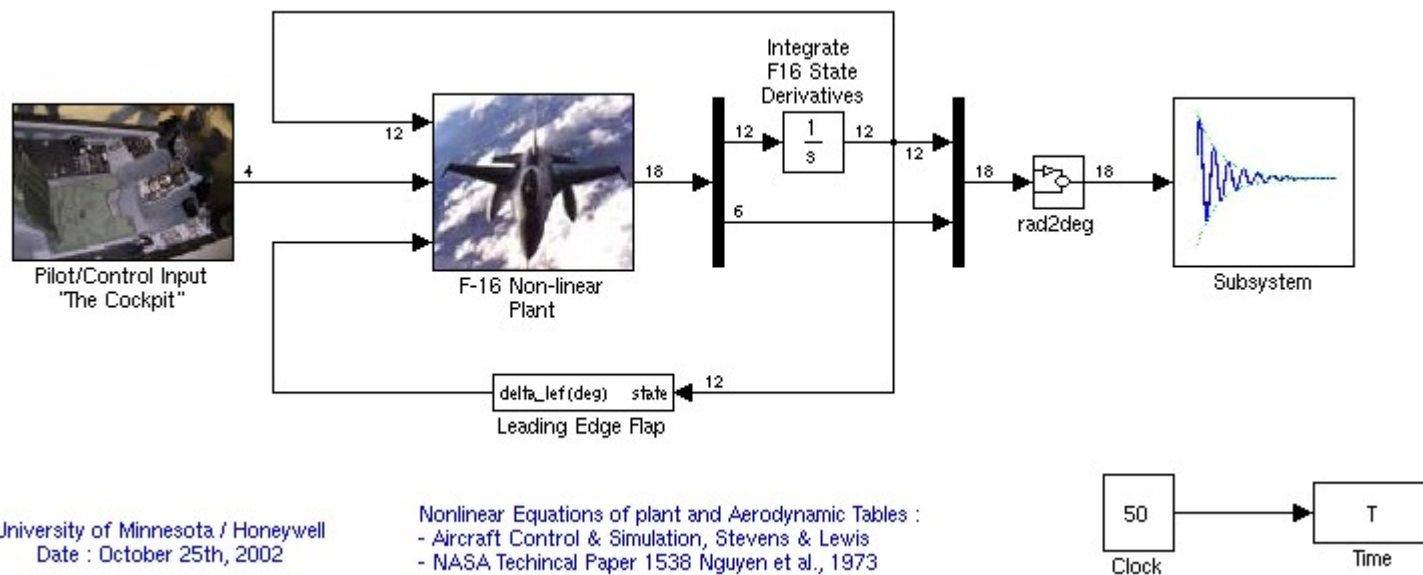 Integrate
F16 State
Derivatives
12
4
18
12
1
s
12
12
6
18
18
rad2deg
Pilot/Control Input
"The Cockpit"
F-16 Non-linear
Plant
Subsystem
12
delta_lef(deg) state
Leading Edge Flap
University of Minnesota / Honeywell
Date : October 25th, 2002
Nonlinear Equations of plant and Aerodynamic Tables :
- Aircraft Control & Simulation, Stevens & Lewis
- NASA Techincal Paper 1538 Nguyen et al., 1973
50
Clock
T
Time